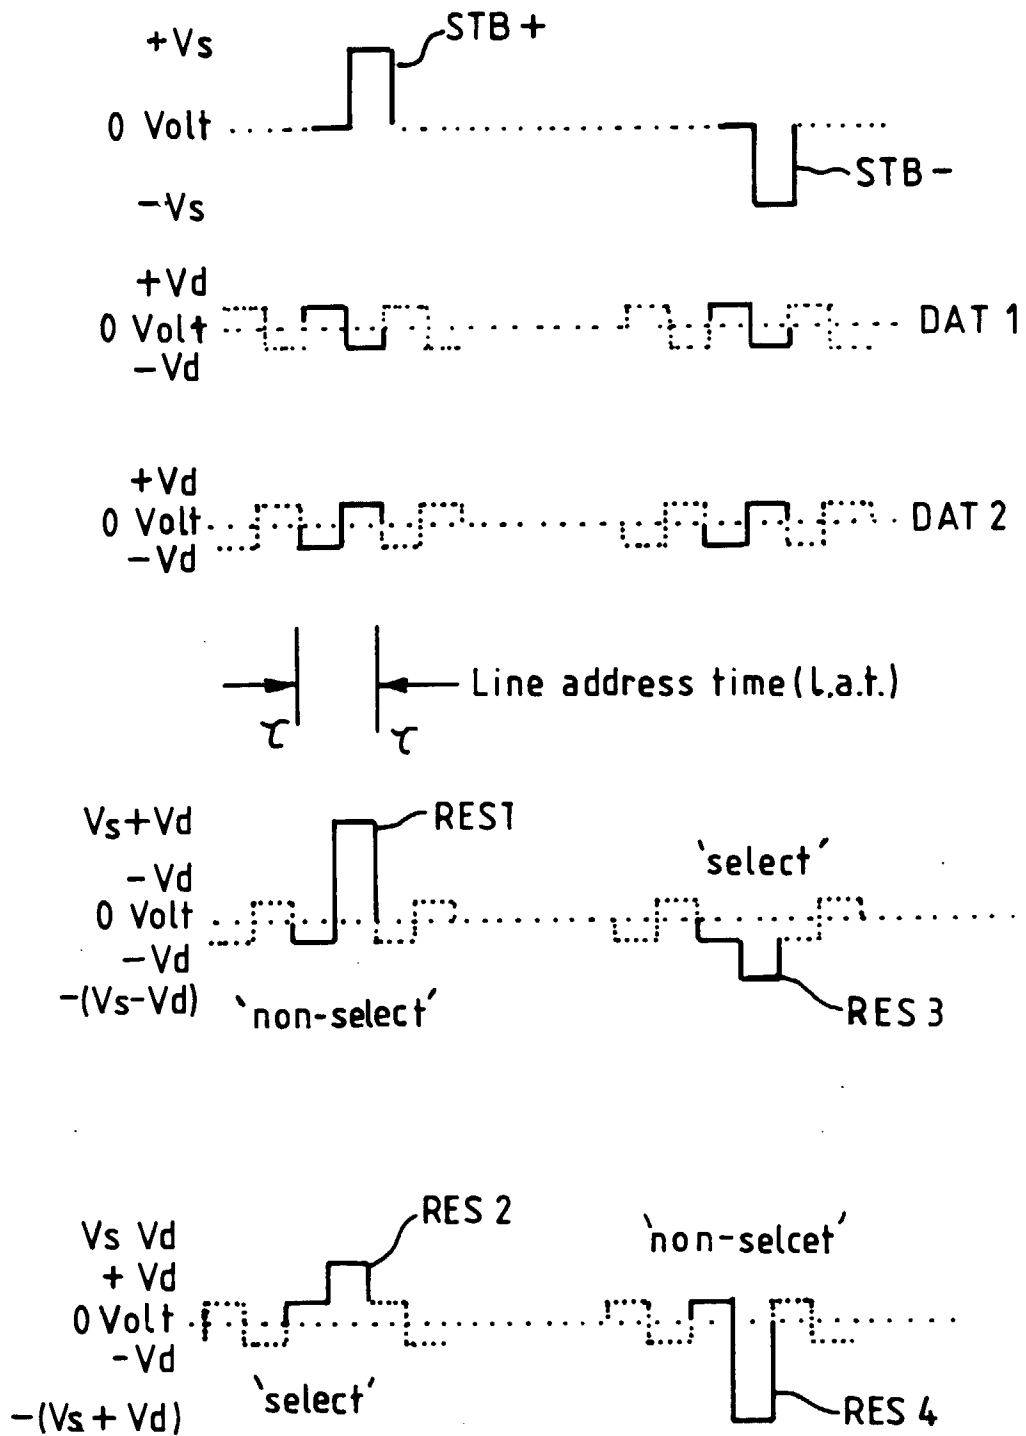 +Vs
STB+
0 Volt
STB-
-Vs
+Vd
0 Volt
DAT 1
-Vd
+Vd
0 Volt
DAT 2
-Vd
Line address time (l.a.t.)
τ τ
Vs+Vd
RES1
'select'
-Vd
0 Volt
-Vd
-(Vs-Vd)
'non-select'
RES 3
Vs Vd
RES 2
'non-selcet'
+ Vd
0 Volt
-Vd
'select'
-(Vs + Vd)
RES 4